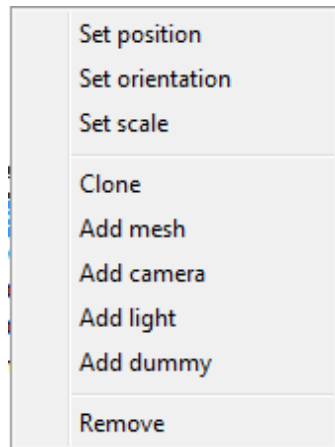 Set position
Set orientation
Set scale
Clone
Add mesh
Add camera
Add light
Add dummy
Remove